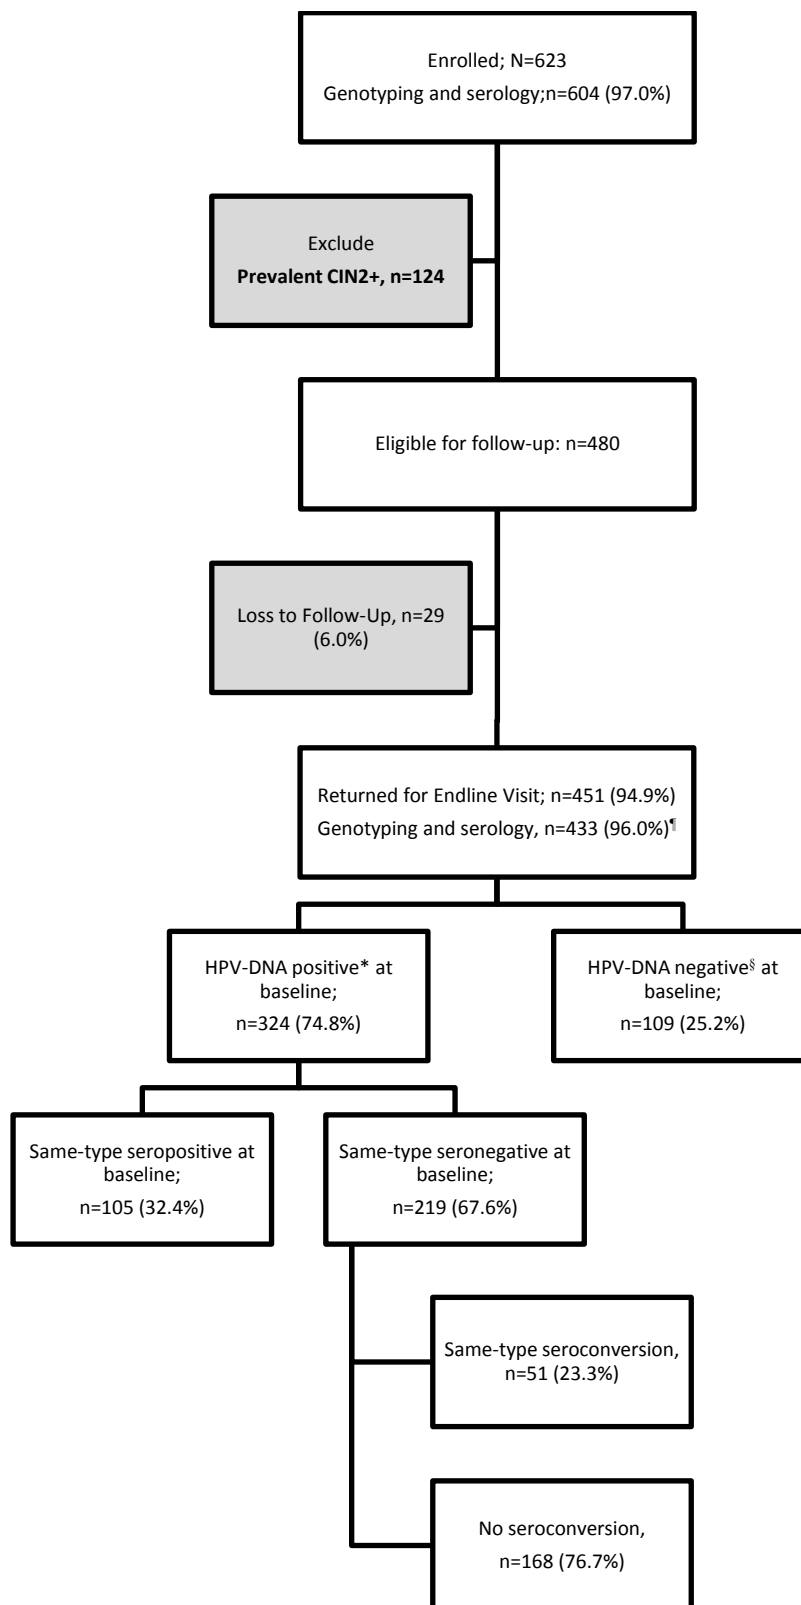 Enrolled; N=623
Genotyping and serology;n=604 (97.0%)
Exclude
Prevalent CIN2+, n=124
Eligible for follow-up: n=480
Loss to Follow-Up, n=29
(6.0%)
Returned for Endline Visit; n=451 (94.9%)
Genotyping and serology, n=433 (96.0%)¶
HPV-DNA positive* at
baseline;
n=324 (74.8%)
HPV-DNA negative§ at
baseline;
n=109 (25.2%)
Same-type seropositive at
baseline;
n=105 (32.4%)
Same-type seronegative at
baseline;
n=219 (67.6%)
Same-type seroconversion,
n=51 (23.3%)
No seroconversion,
n=168 (76.7%)